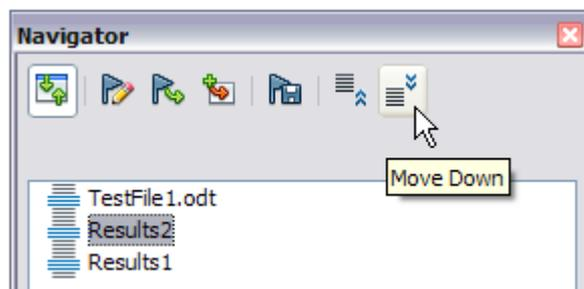 Navigator
Move Down
TestFile1.odt
Results2
Results1